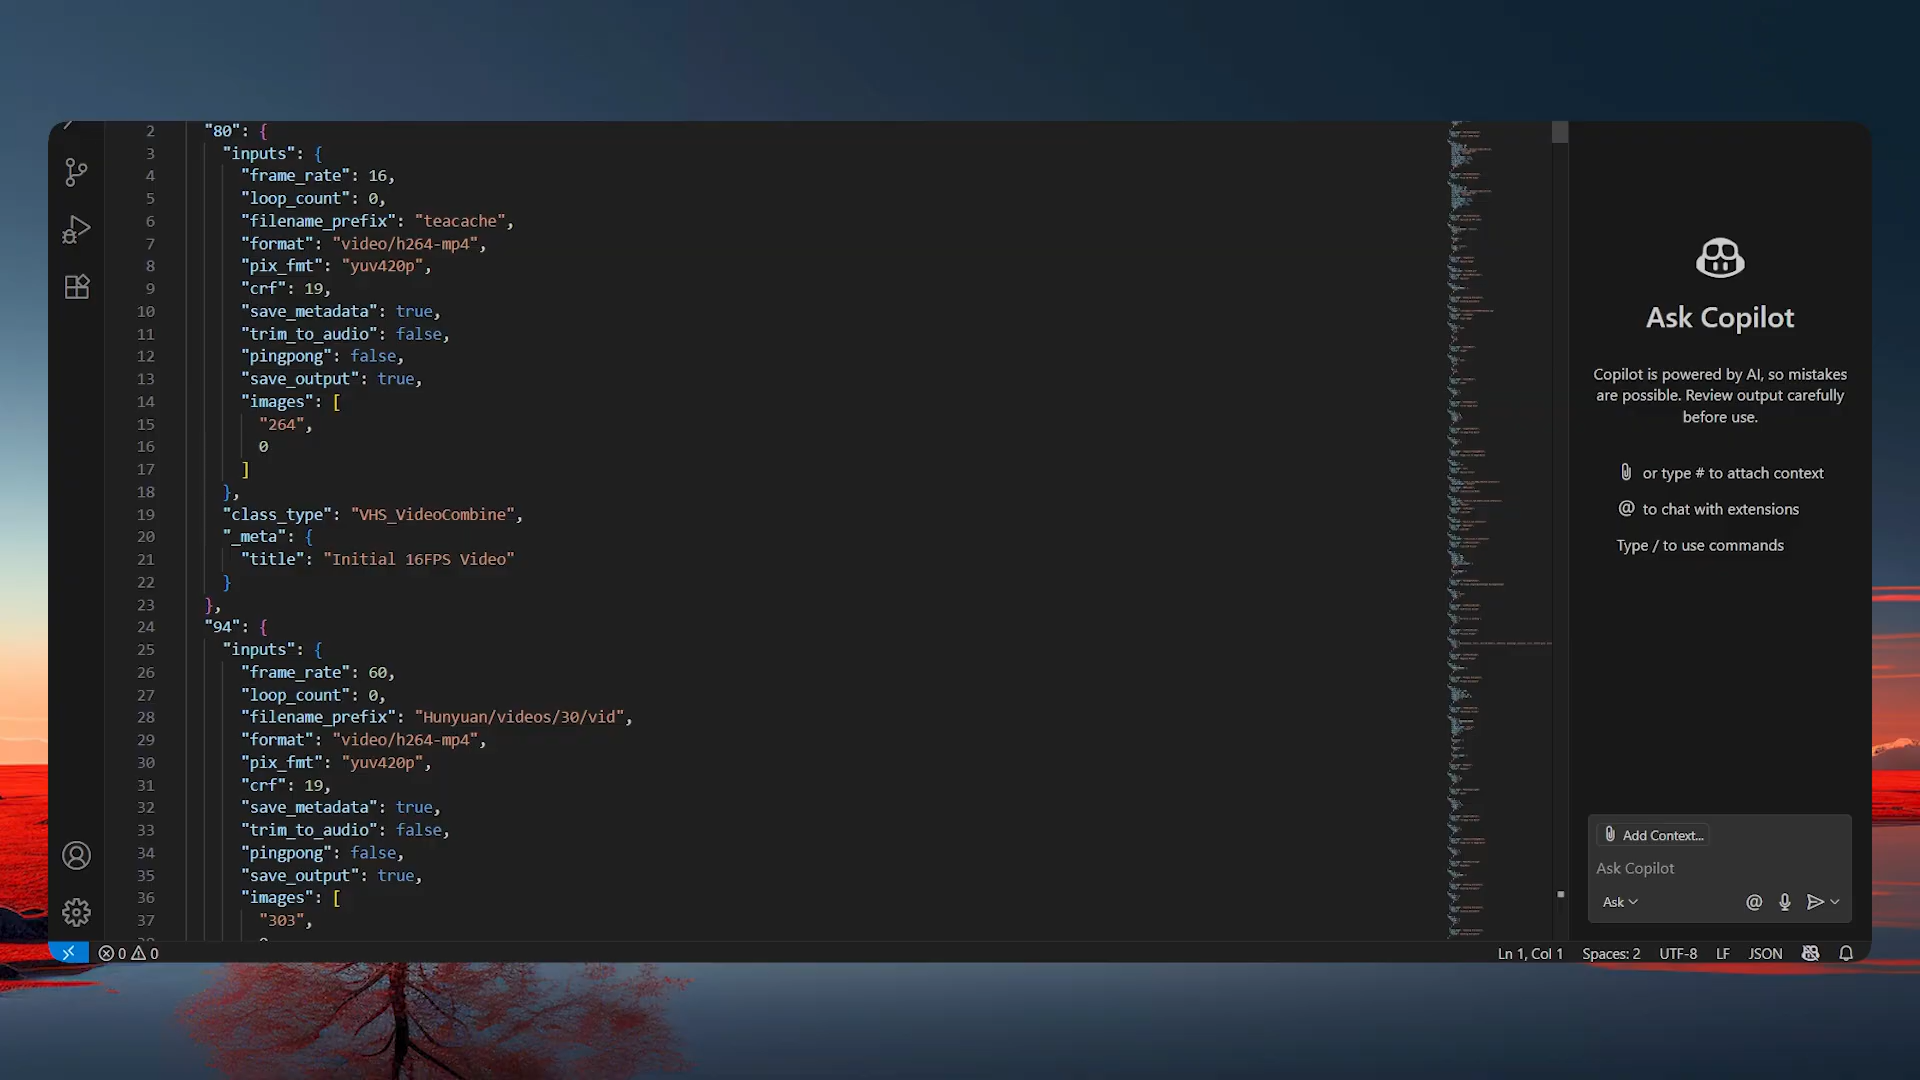 2 "80": {
3 "inputs": {
4 "frame_rate": 16,
5 "loop_count": 0,
6 "filename_prefix": "teacache",
7 "format": "video/h264-mp4",
8 "pix_fmt": "yuv420p",
9 "crf": 19,
10 "save_metadata": true,
11 "trim_to_audio": false,
12 "pingpong": false,
13 "save_output": true,
14 "images": [
15 "264",
16 0
17 ]
18 },
19 "class_type": "VHS_VideoCombine",
20 "_meta": {
21 "title": "Initial 16FPS Video"
22 }
23 },
24 "94": {
25 "inputs": {
26 "frame_rate": 60,
27 "loop_count": 0,
28 "filename_prefix": "Hunyuan/videos/30/vid",
29 "format": "video/h264-mp4",
30 "pix_fmt": "yuv420p",
31 "crf": 19,
32 "save_metadata": true,
33 "trim_to_audio": false,
34 "pingpong": false,
35 "save_output": true,
36 "images": [
37 "303",
Ask Copilot
Copilot is powered by AI, so mistakes
are possible. Review output carefully
before use.
or type # to attach context
@ to chat with extensions
Type / to use commands
Add Context...
Ask Copilot
Ask
0 0
Ln 1, Col 1 Spaces: 2 UTF-8 LF JSON